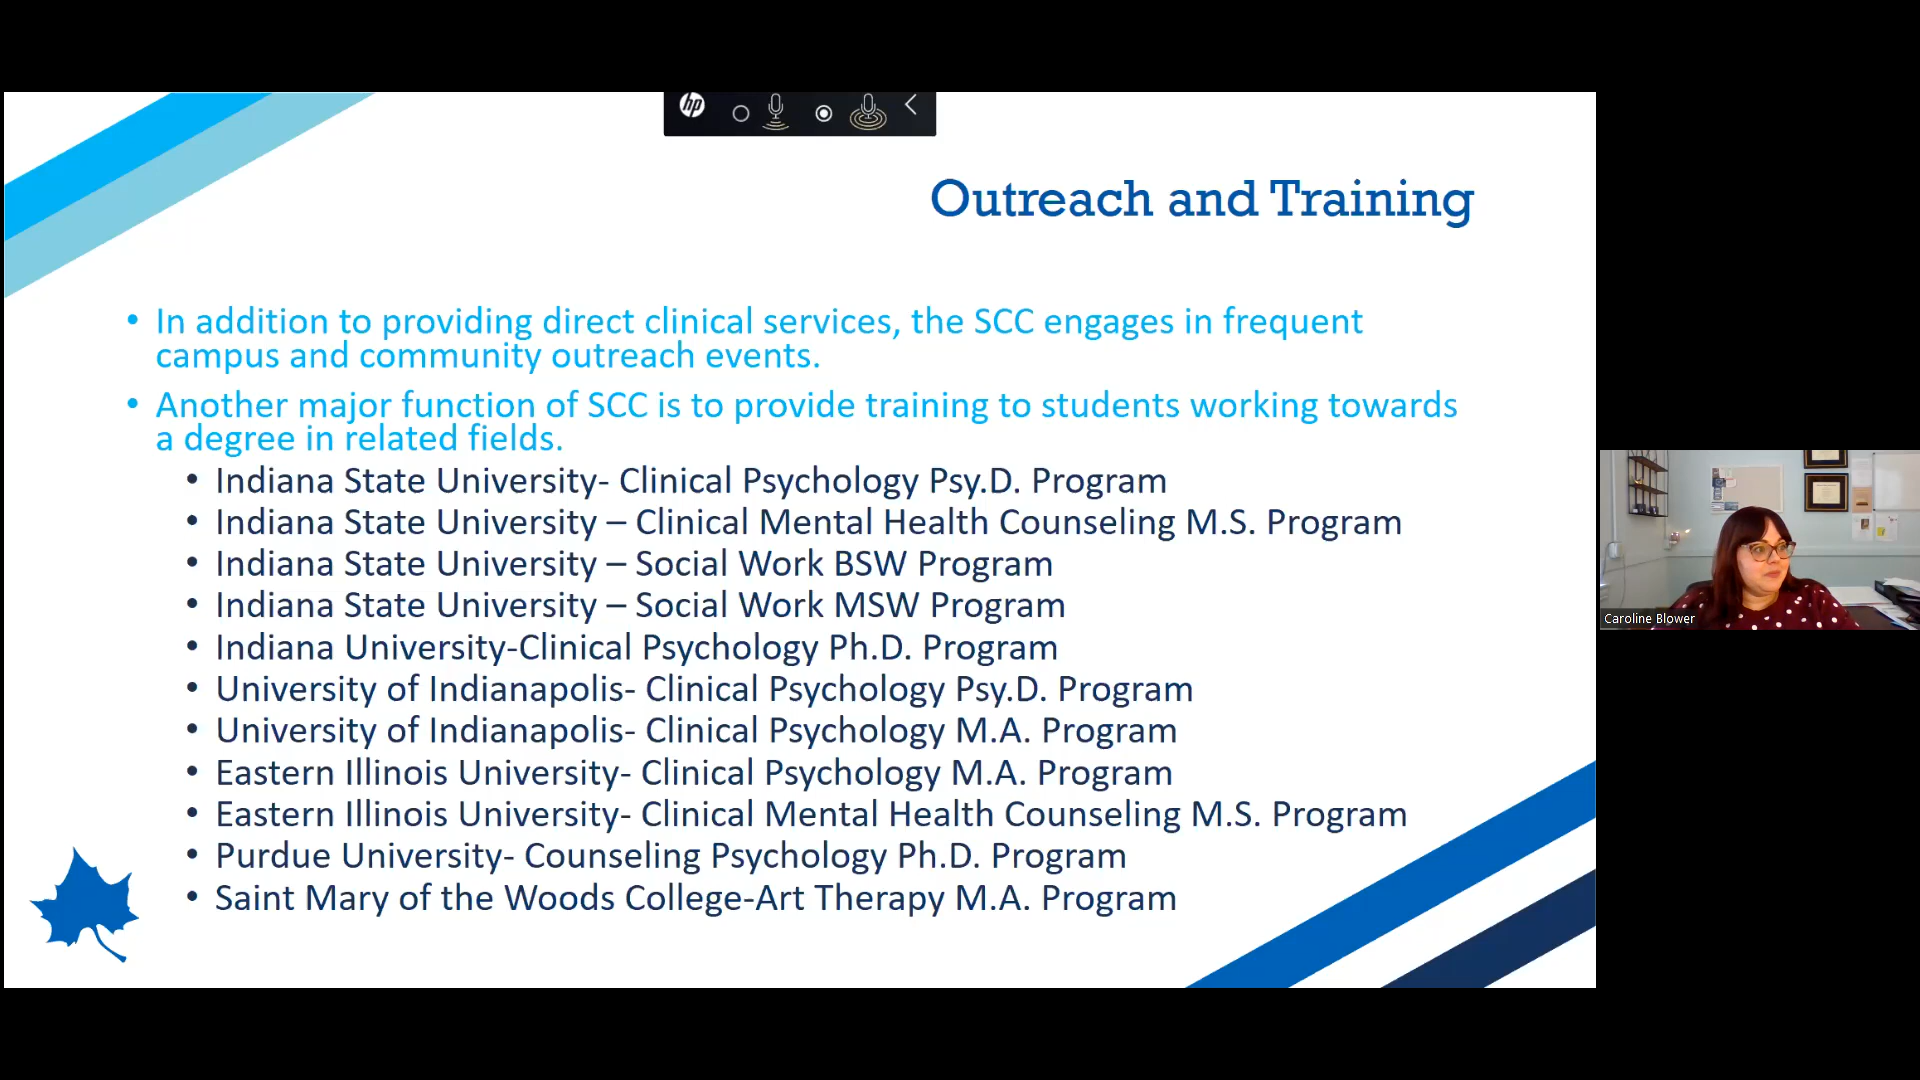 hp
Outreach and Training
• In addition to providing direct clinical services, the SCC engages in frequent
campus and community outreach events.
• Another major function of SCC is to provide training to students working towards
a degree in related fields.
• Indiana State University- Clinical Psychology Psy.D. Program
• Indiana State University – Clinical Mental Health Counseling M.S. Program
• Indiana State University – Social Work BSW Program
• Indiana State University – Social Work MSW Program
• Indiana University-Clinical Psychology Ph.D. Program
• University of Indianapolis- Clinical Psychology Psy.D. Program
• University of Indianapolis- Clinical Psychology M.A. Program
• Eastern Illinois University- Clinical Psychology M.A. Program
• Eastern Illinois University- Clinical Mental Health Counseling M.S. Program
• Purdue University- Counseling Psychology Ph.D. Program
• Saint Mary of the Woods College-Art Therapy M.A. Program
Caroline Blower